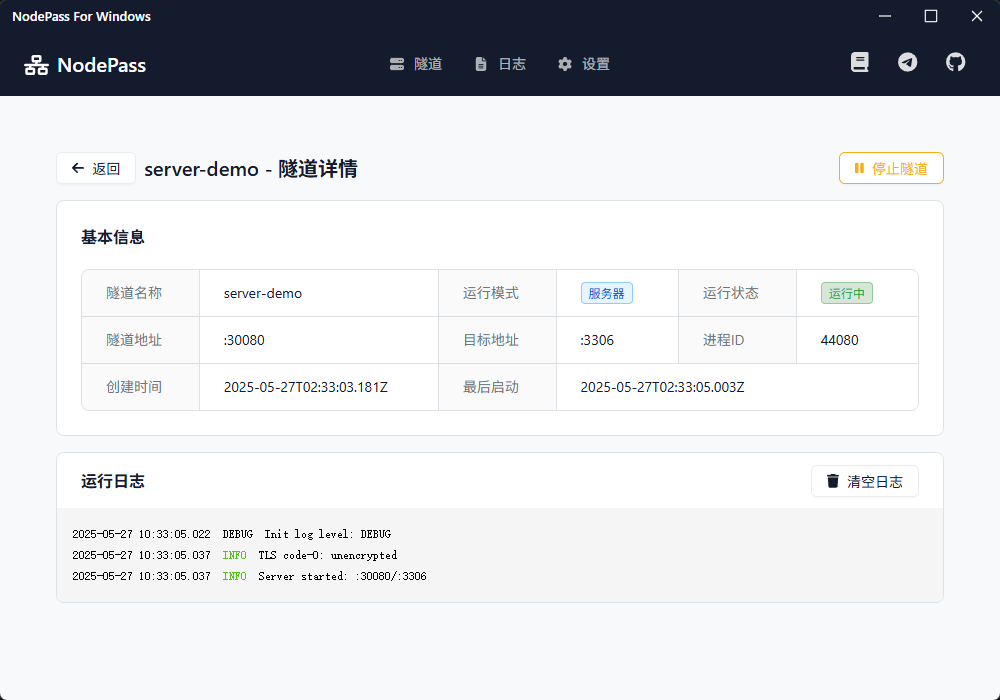 NodePass For Windows
NodePass 隧道 日志 设置
返回 server-demo - 隧道详情 停止隧道
基本信息
隧道名称 server-demo 运行模式 服务器 运行状态 运行中
隧道地址 :30080 目标地址 :3306 进程ID 44080
创建时间 2025-05-27T02:33:03.181Z 最后启动 2025-05-27T02:33:05.003Z
运行日志 清空日志
2025-05-27 10:33:05.022 DEBUG Init log level: DEBUG
2025-05-27 10:33:05.037 INFO TLS code-0: unencrypted
2025-05-27 10:33:05.037 INFO Server started: :30080/:3306